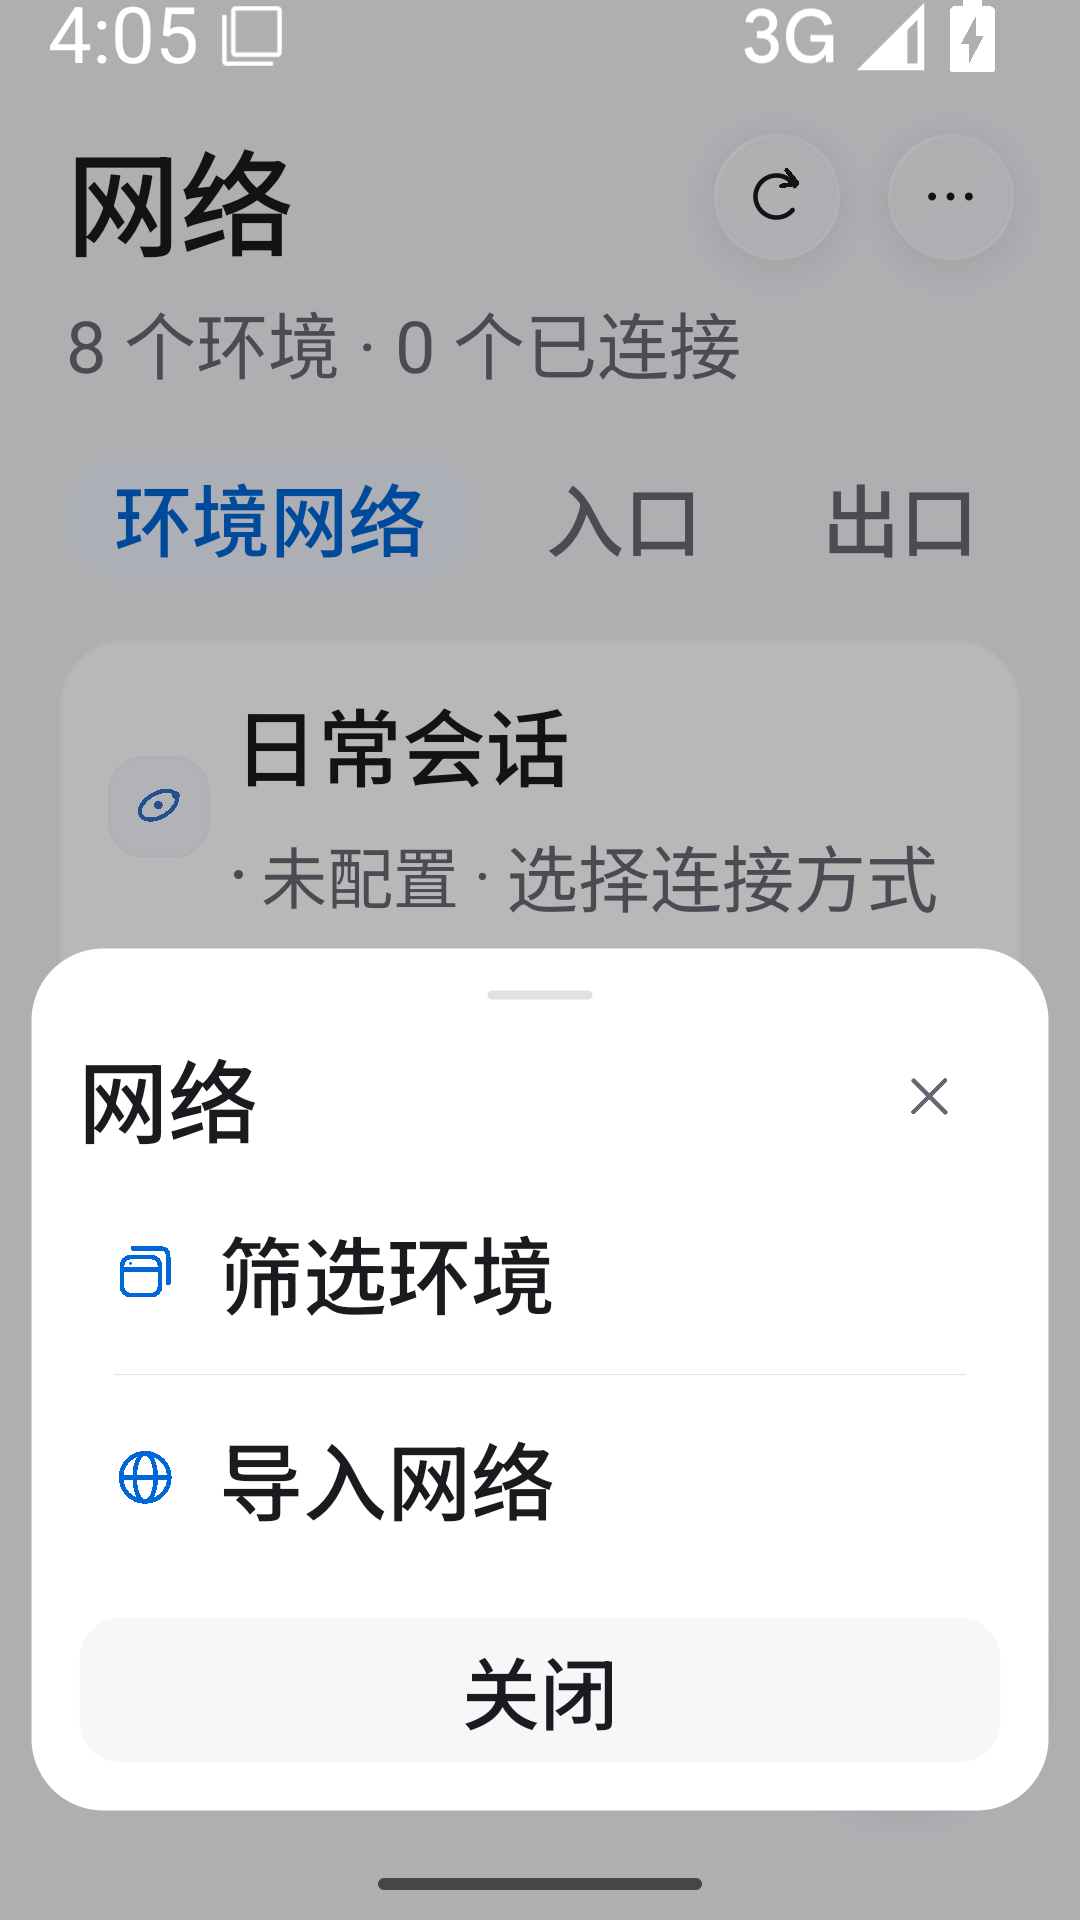 4:05 3G
网络
8 个环境 · 0 个已连接
环境网络 入口 出口
日常会话
· 未配置 · 选择连接方式
网络
筛选环境
导入网络
关闭